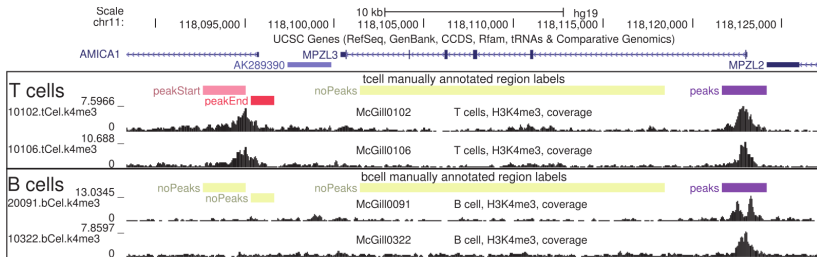 Scale 10 kb hg19
chr11: 118,095,000 118,100,000 118,105,000 118,110,000 118,115,000 118,120,000 118,125,000
UCSC Genes (RefSeq, GenBank, CCDS, Rfam, tRNAs & Comparative Genomics)
AMICA1 MPZL3
AK289390 MPZL2
T cells tcell manually annotated region labels
peakStart noPeaks peaks
peakEnd
7.5966
10102.tCel.k4me3 McGill0102 T cells, H3K4me3, coverage
0
10.688
10106.tCel.k4me3 McGill0106 T cells, H3K4me3, coverage
0
B cells bcell manually annotated region labels
noPeaks noPeaks peaks
13.0345 noPeaks
20091.bCel.k4me3 McGill0091 B cell, H3K4me3, coverage
0
7.8597
10322.bCel.k4me3 McGill0322 B cell, H3K4me3, coverage
0